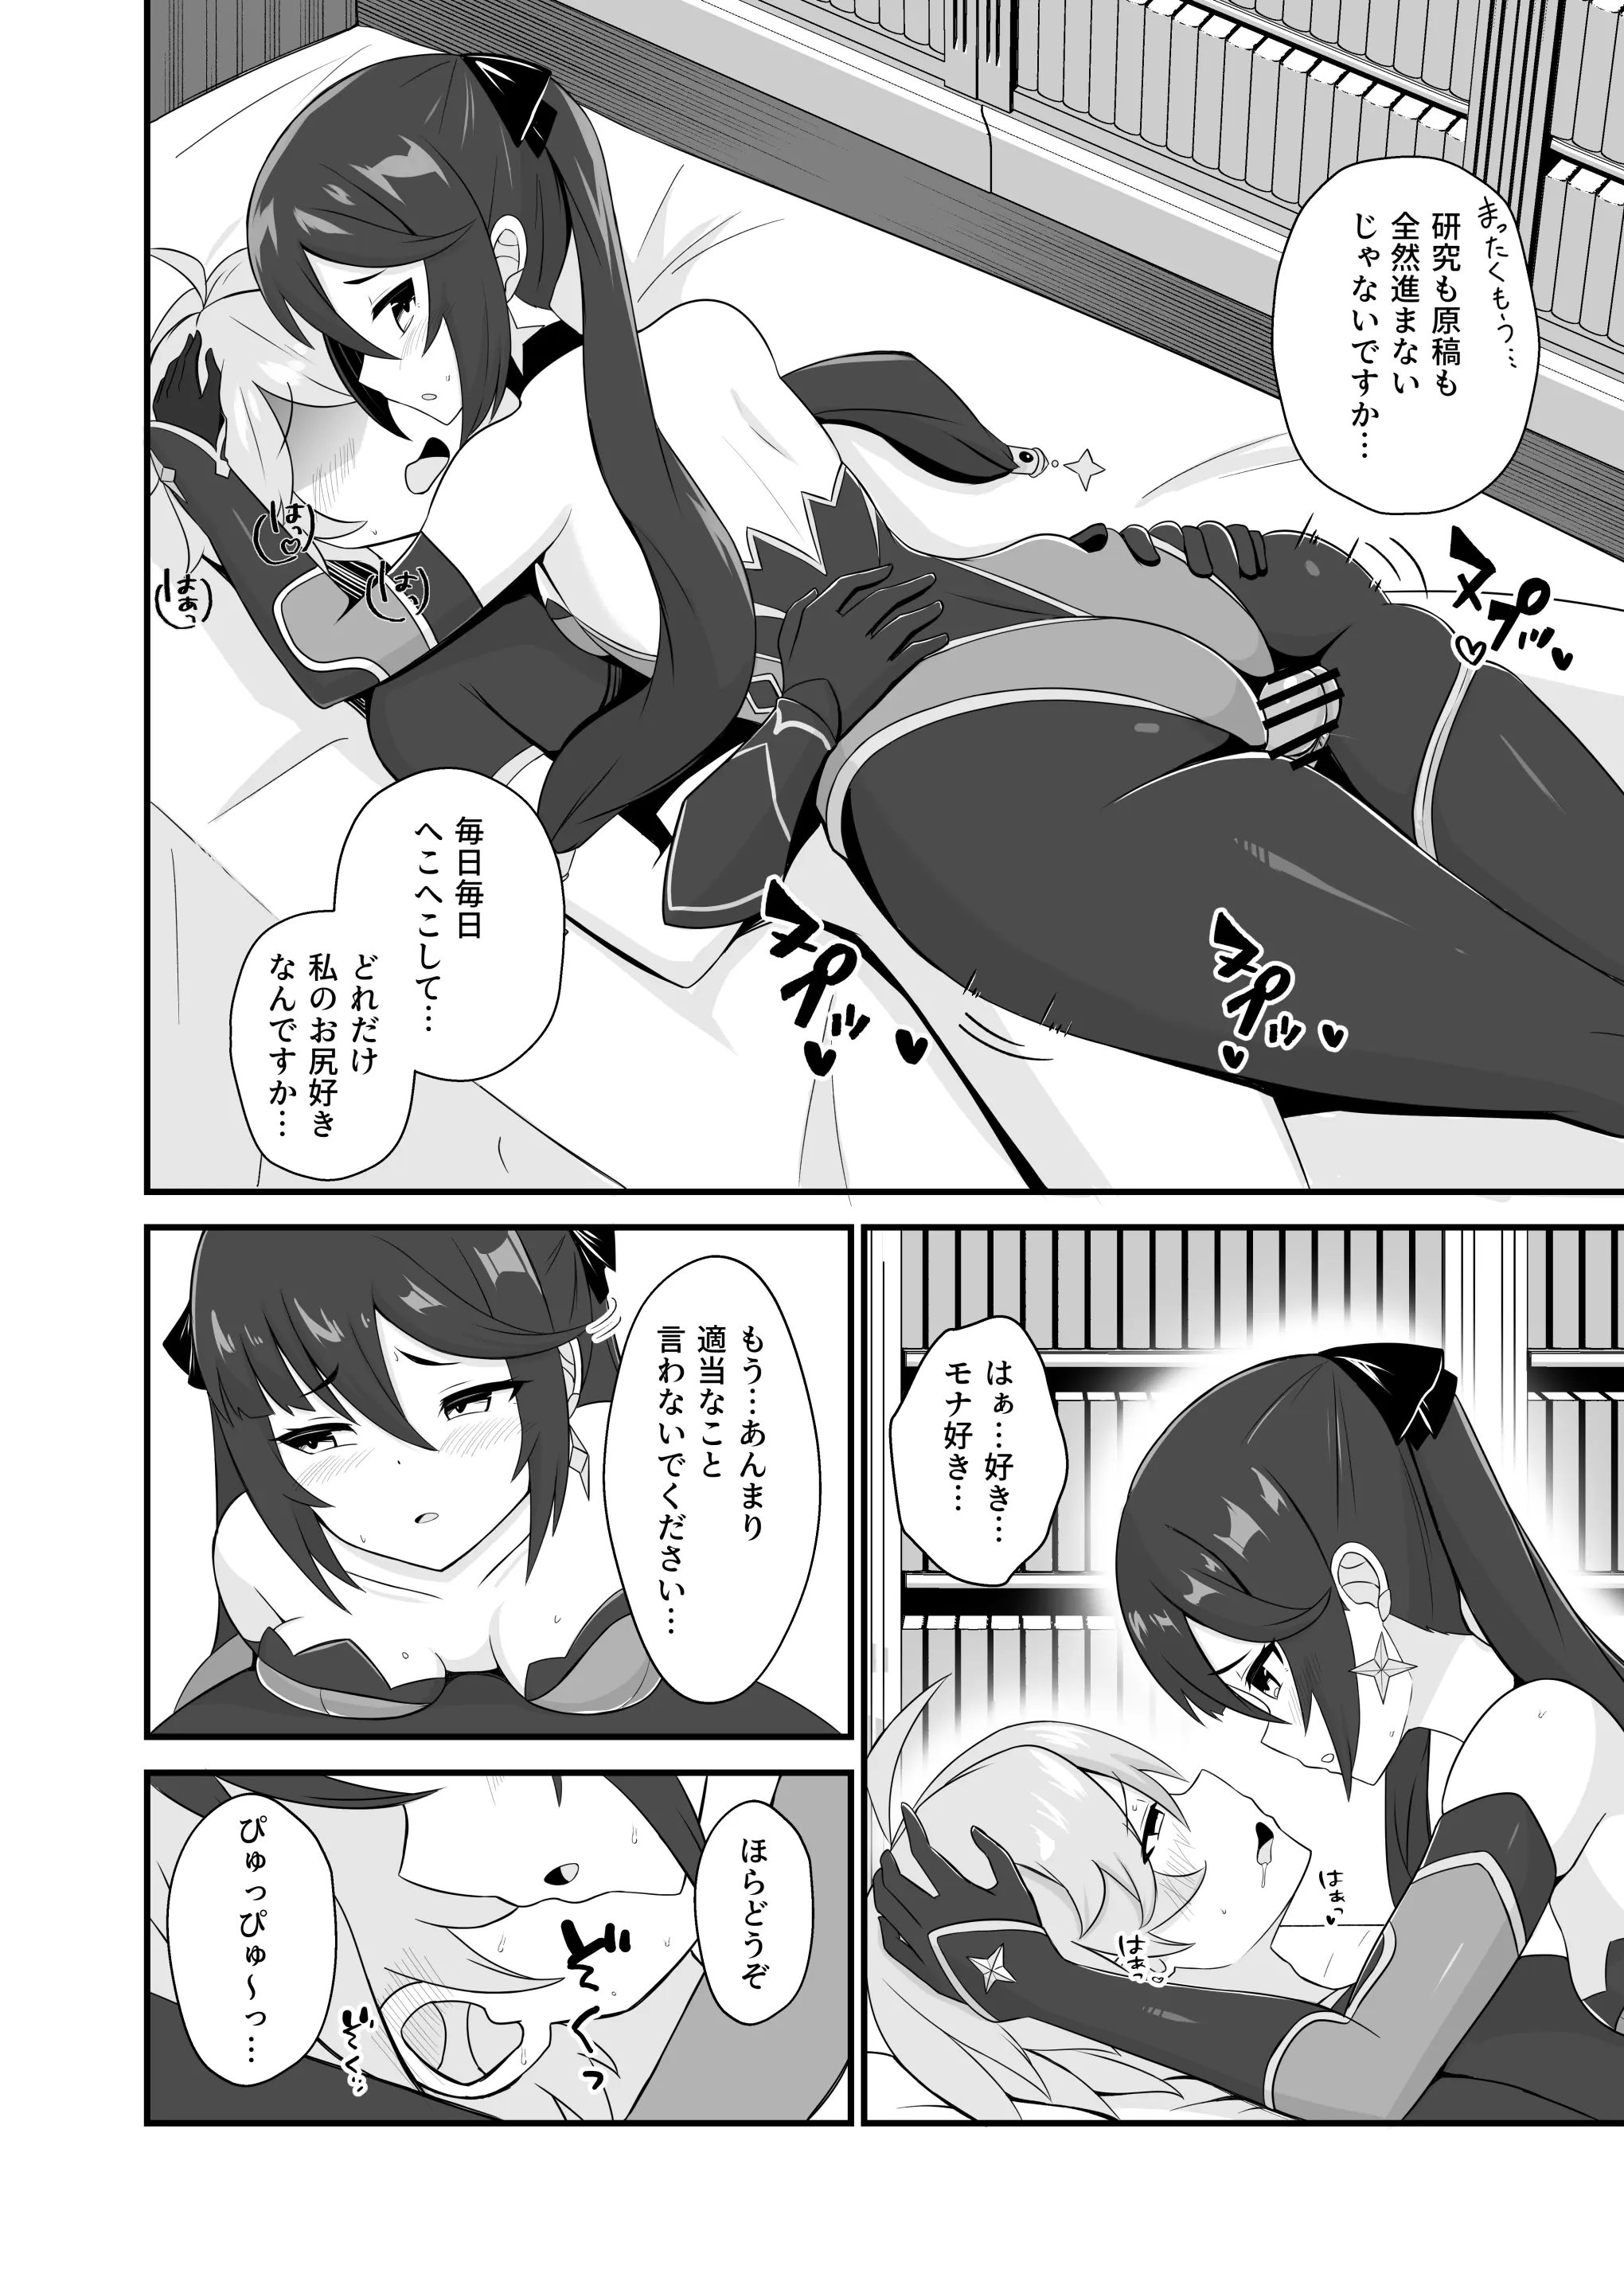 まったくもぅ…
研究も原稿も
全然進まない
じゃないですか…
ヌプッ
はっ
はぁっ
はぁっ
毎日毎日
へこへこして…
どれだけ
私のお尻好き
なんですか…
ヌプッ
ヌプッ
はぁ…好き…
モナ好き…
はぁっ
はぁっ
もう…あんまり
適当なこと
言わないでください…
ほらどうぞ
ぞくっ
ぞくっ
ぴゅっぴゅ～っ…